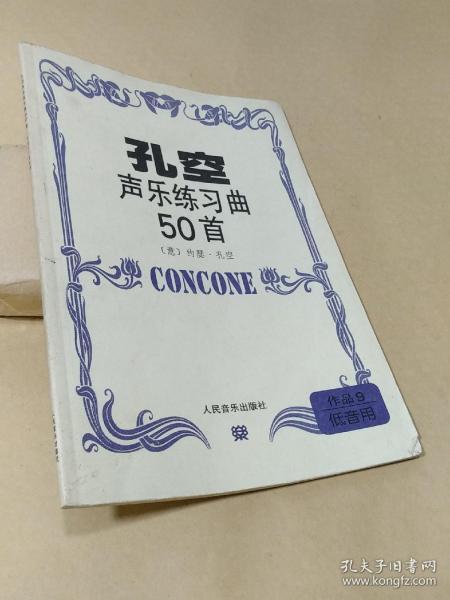 孔空
声乐练习曲
50首
〔意〕约瑟·孔空
CONCONE
人民音乐出版社
作品9
低音用
孔夫子旧书网
www.kongfz.com